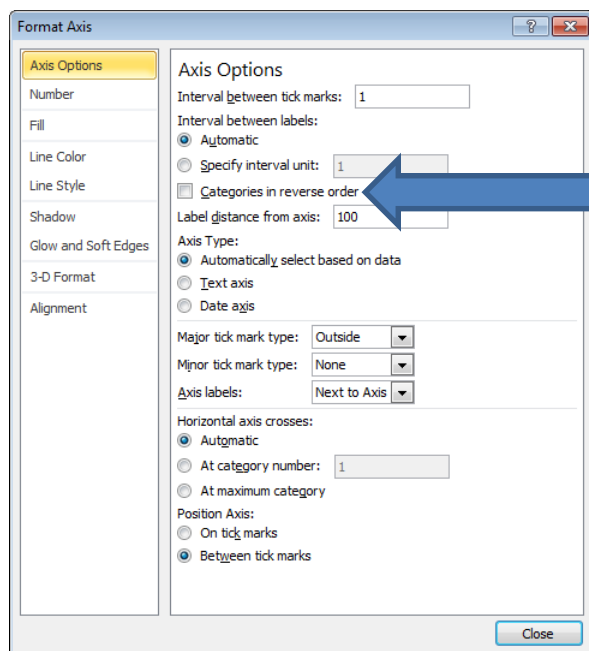 Format Axis
Axis Options
Number
Fill
Line Color
Line Style
Shadow
Glow and Soft Edges
3-D Format
Alignment
Axis Options
Interval between tick marks: 1
Interval between labels:
Automatic
Specify interval unit: 1
Categories in reverse order
Label distance from axis: 100
Axis Type:
Automatically select based on data
Text axis
Date axis
Major tick mark type: Outside
Minor tick mark type: None
Axis labels: Next to Axis
Horizontal axis crosses:
Automatic
At category number: 1
At maximum category
Position Axis:
On tick marks
Between tick marks
Close